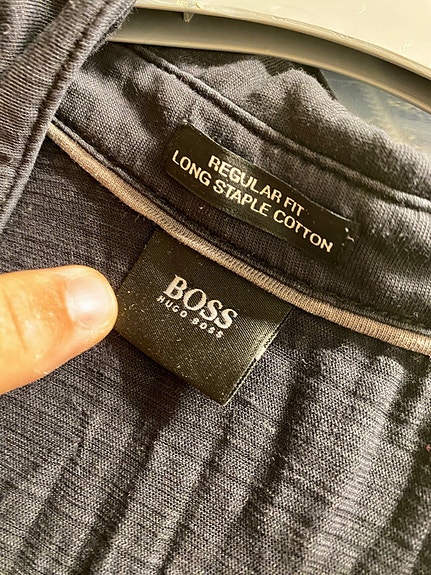 REGULAR FIT
LONG STAPLE COTTON
BOSS
HUGO BOSS